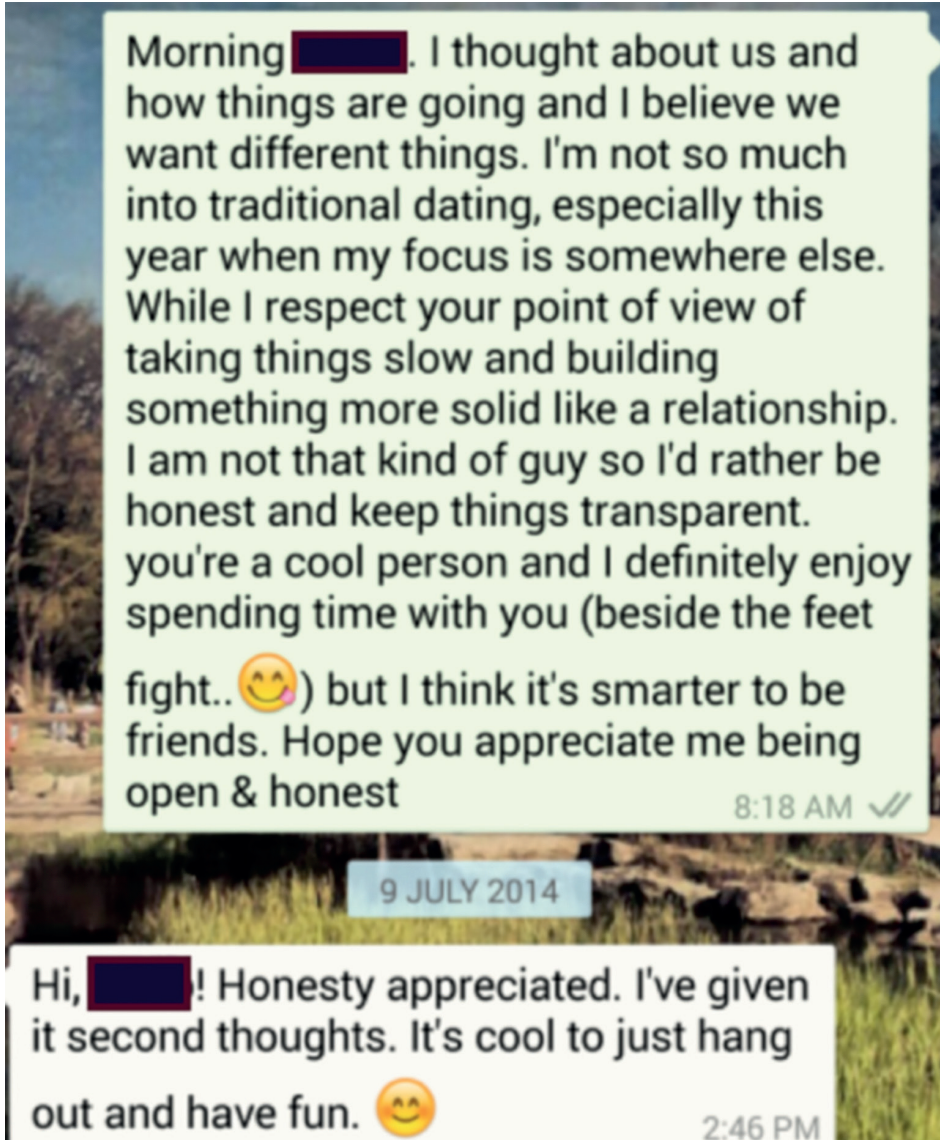 Morning . I thought about us and
how things are going and I believe we
want different things. I'm not so much
into traditional dating, especially this
year when my focus is somewhere else.
While I respect your point of view of
taking things slow and building
something more solid like a relationship.
I am not that kind of guy so I'd rather be
honest and keep things transparent.
you're a cool person and I definitely enjoy
spending time with you (beside the feet
fight..😋) but I think it's smarter to be
friends. Hope you appreciate me being
open & honest
8:18 AM
9 JULY 2014
Hi, ! Honesty appreciated. I've given
it second thoughts. It's cool to just hang
out and have fun. 😊
2:46 PM